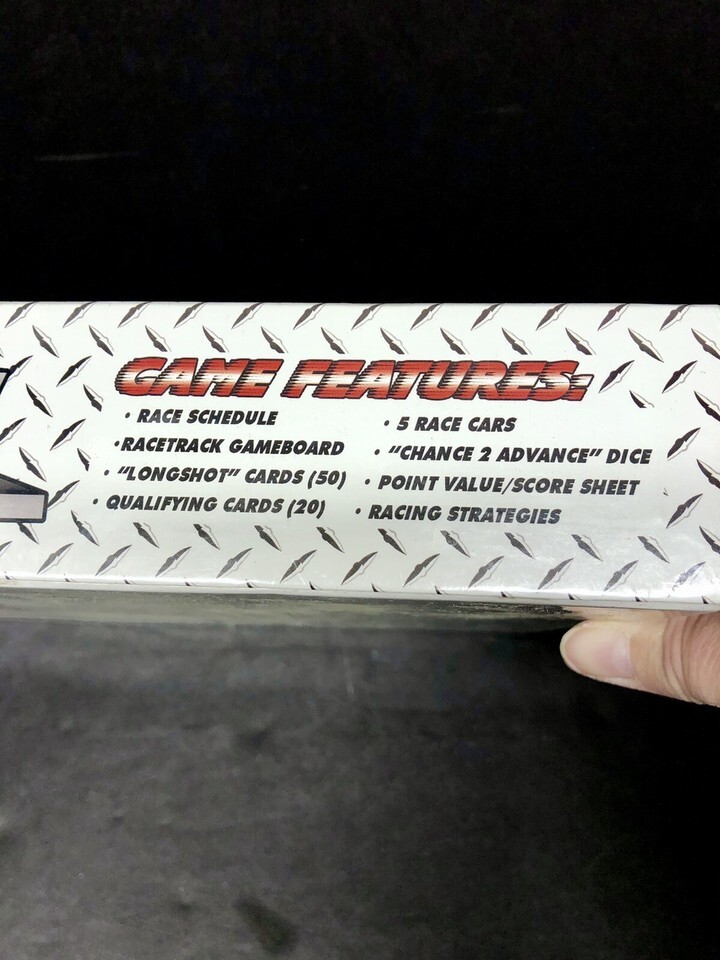 GAME FEATURES:
• RACE SCHEDULE
• RACETRACK GAMEBOARD
• "LONGSHOT" CARDS (50)
• QUALIFYING CARDS (20)
• 5 RACE CARS
• "CHANCE 2 ADVANCE" DICE
• POINT VALUE/SCORE SHEET
• RACING STRATEGIES